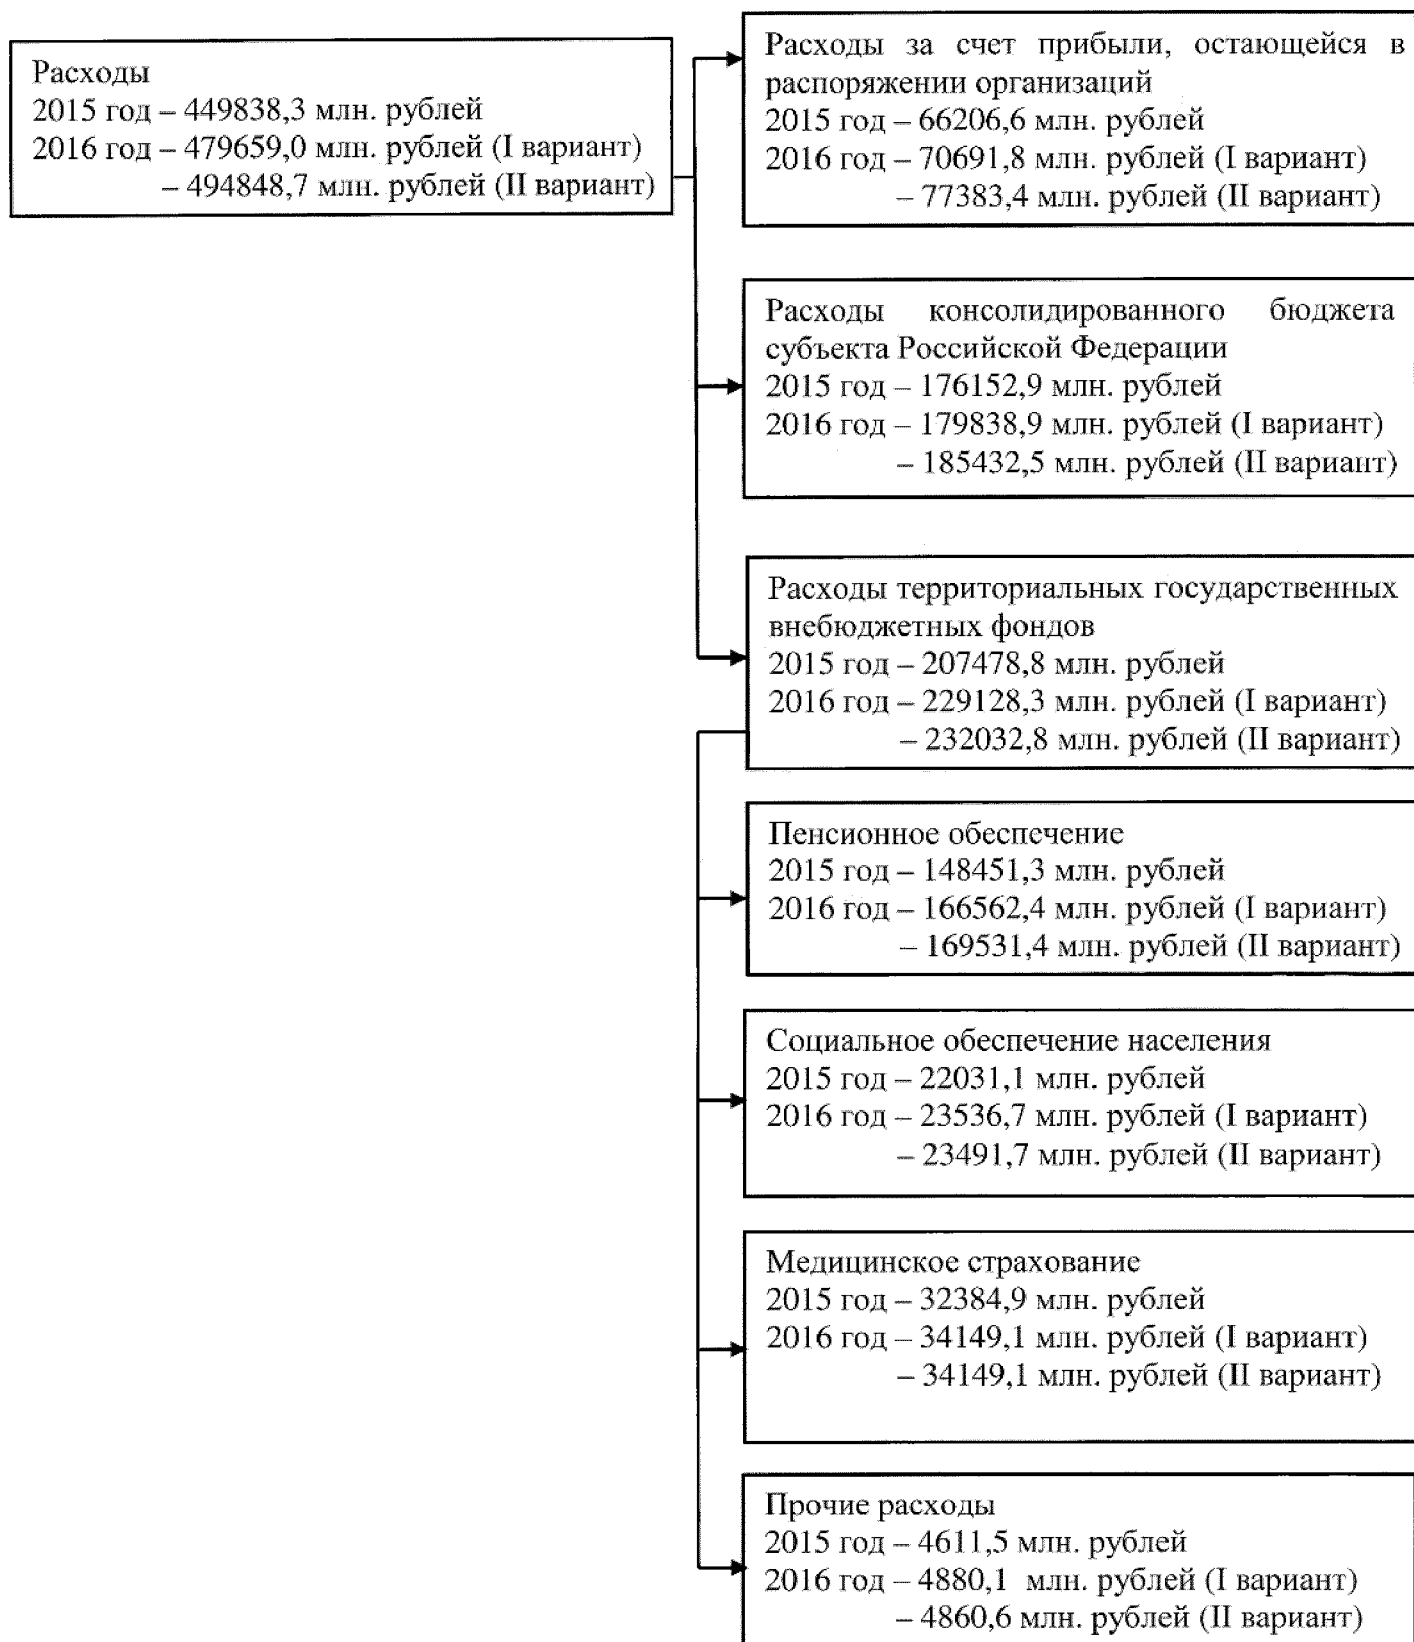 Расходы
2015 год – 449838,3 млн. рублей
2016 год – 479659,0 млн. рублей (I вариант)
– 494848,7 млн. рублей (II вариант)
Расходы за счет прибыли, остающейся в
распоряжении организаций
2015 год – 66206,6 млн. рублей
2016 год – 70691,8 млн. рублей (I вариант)
– 77383,4 млн. рублей (II вариант)
Расходы консолидированного бюджета
субъекта Российской Федерации
2015 год – 176152,9 млн. рублей
2016 год – 179838,9 млн. рублей (I вариант)
– 185432,5 млн. рублей (II вариант)
Расходы территориальных государственных
внебюджетных фондов
2015 год – 207478,8 млн. рублей
2016 год – 229128,3 млн. рублей (I вариант)
– 232032,8 млн. рублей (II вариант)
Пенсионное обеспечение
2015 год – 148451,3 млн. рублей
2016 год – 166562,4 млн. рублей (I вариант)
– 169531,4 млн. рублей (II вариант)
Социальное обеспечение населения
2015 год – 22031,1 млн. рублей
2016 год – 23536,7 млн. рублей (I вариант)
– 23491,7 млн. рублей (II вариант)
Медицинское страхование
2015 год – 32384,9 млн. рублей
2016 год – 34149,1 млн. рублей (I вариант)
– 34149,1 млн. рублей (II вариант)
Прочие расходы
2015 год – 4611,5 млн. рублей
2016 год – 4880,1 млн. рублей (I вариант)
– 4860,6 млн. рублей (II вариант)